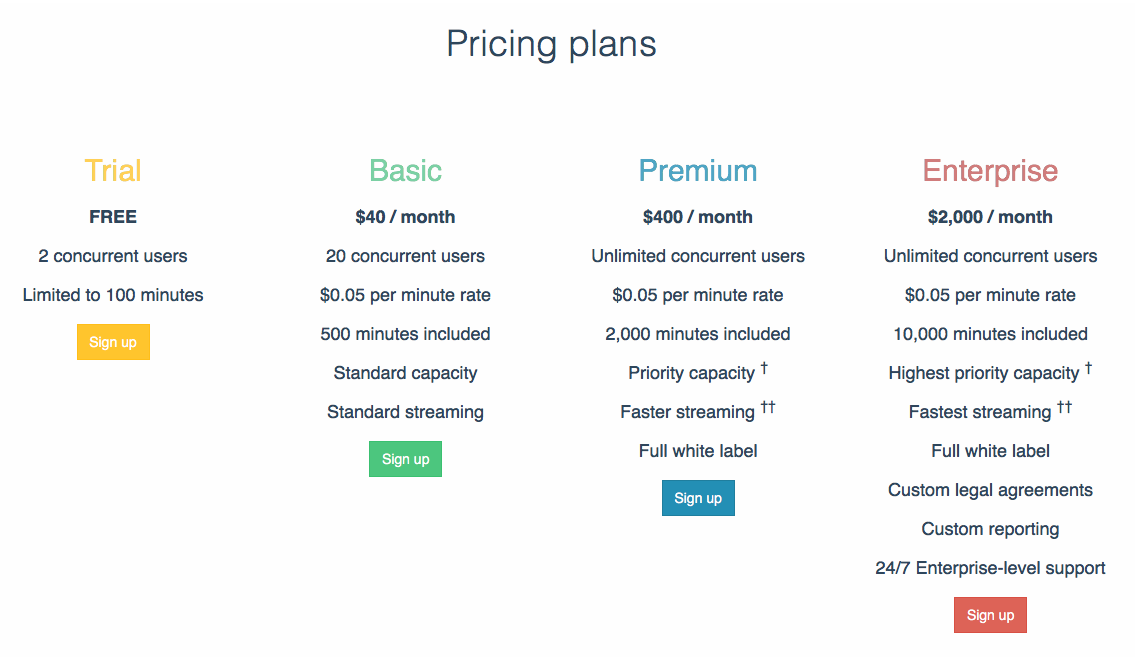 Pricing plans
Trial
FREE
2 concurrent users
Limited to 100 minutes
Sign up
Basic
$40 / month
20 concurrent users
$0.05 per minute rate
500 minutes included
Standard capacity
Standard streaming
Sign up
Premium
$400 / month
Unlimited concurrent users
$0.05 per minute rate
2,000 minutes included
Priority capacity †
Faster streaming ††
Full white label
Sign up
Enterprise
$2,000 / month
Unlimited concurrent users
$0.05 per minute rate
10,000 minutes included
Highest priority capacity †
Fastest streaming ††
Full white label
Custom legal agreements
Custom reporting
24/7 Enterprise-level support
Sign up